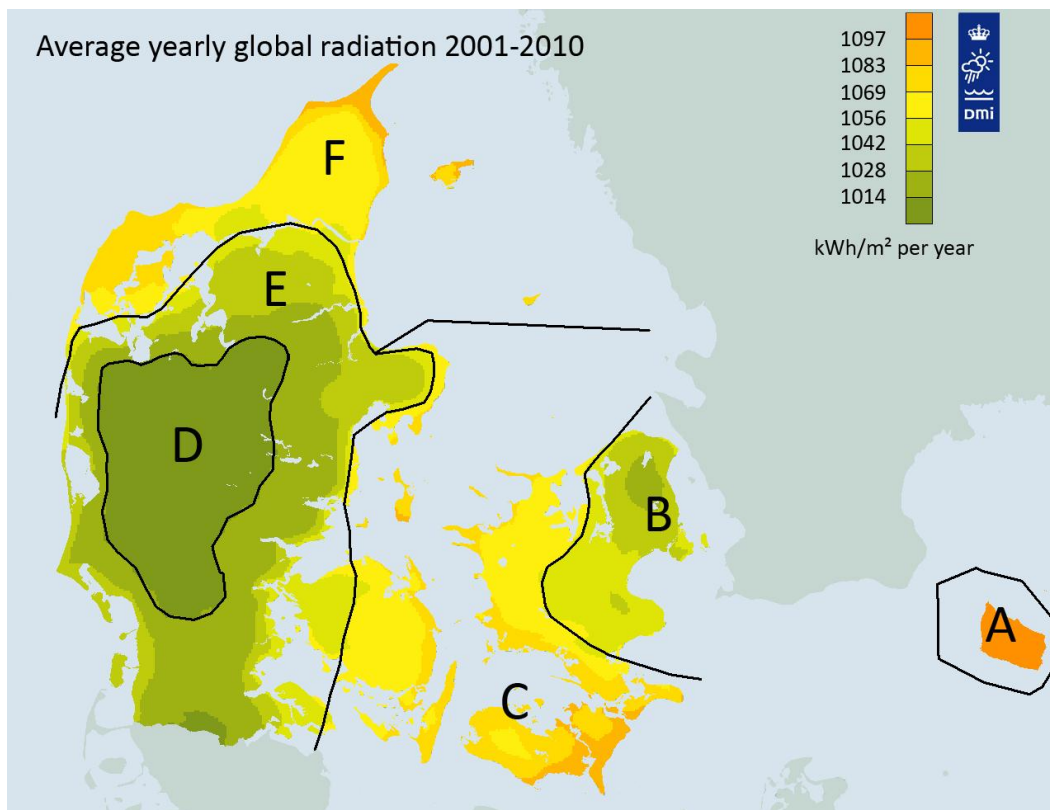 Average yearly global radiation 2001-2010
1097
1083
1069
1056
1042
1028
1014
kWh/m² per year
DMI
F
E
D
B
A
C